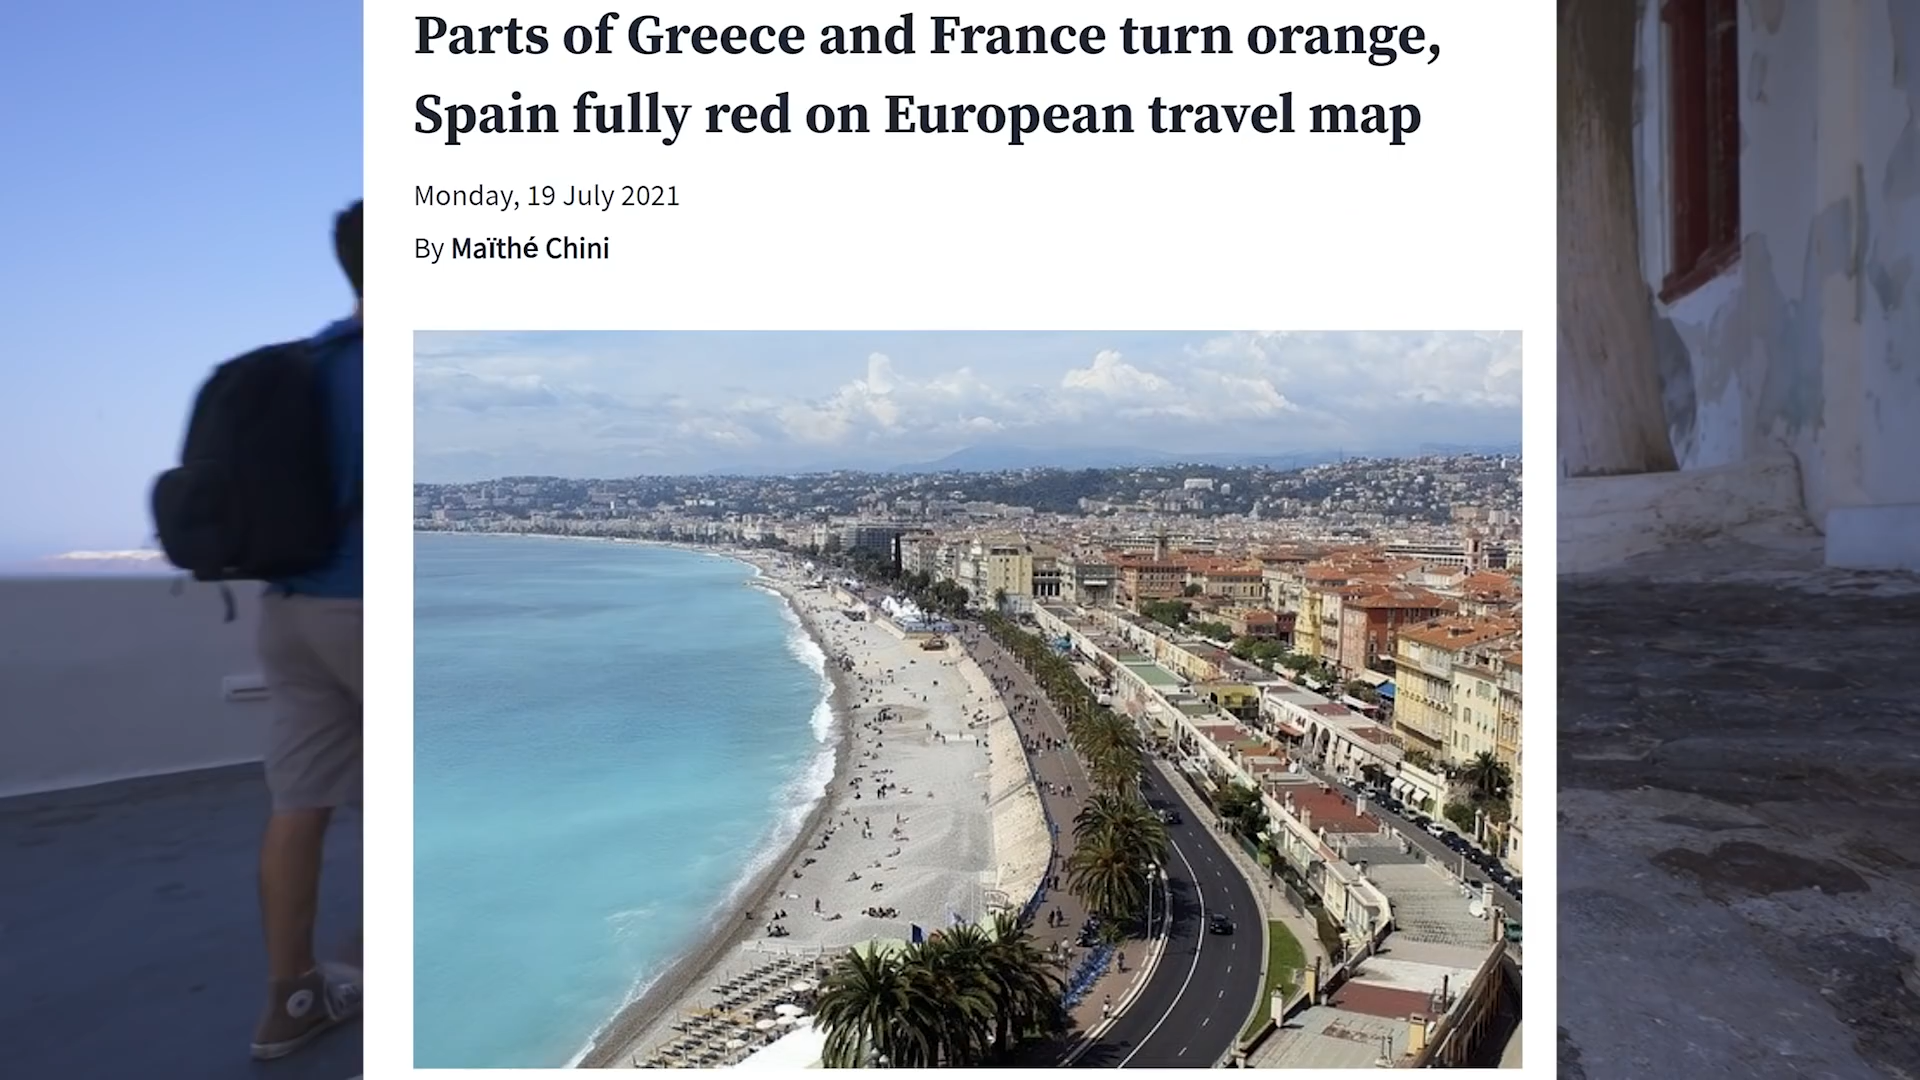 Parts of Greece and France turn orange,
Spain fully red on European travel map
Monday, 19 July 2021
By Maïthé Chini